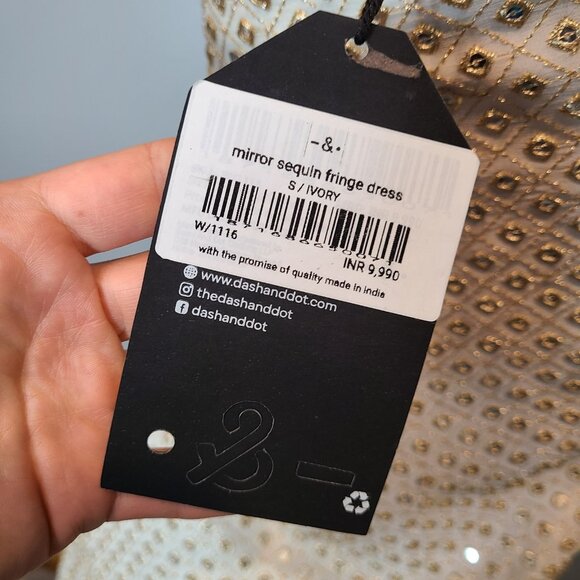 -&•
mirror sequin fringe dress
S / IVORY
W/1116
INR 9,990
with the promise of quality made in india
www.dashanddot.com
thedashanddot
dashanddot